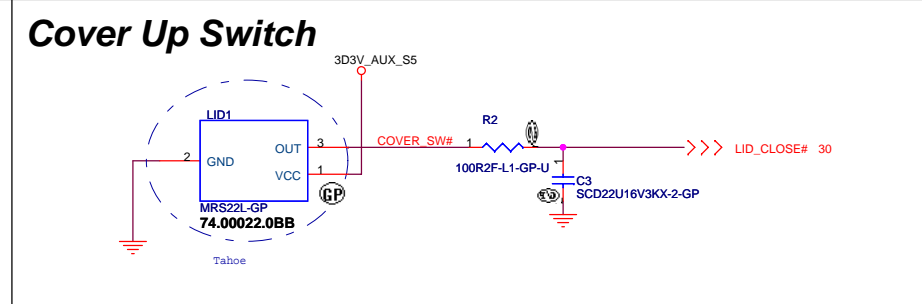 Cover Up Switch
3D3V_AUX_S5
LID1
R2
2 GND
OUT 3
COVER_SW#
1
LID_CLOSE# 30
VCC 1
100R2F-L1-GP-U
1
C3
GP
SCD22U16V3KX-2-GP
MRS22L-GP
74.00022.0BB
Tahoe